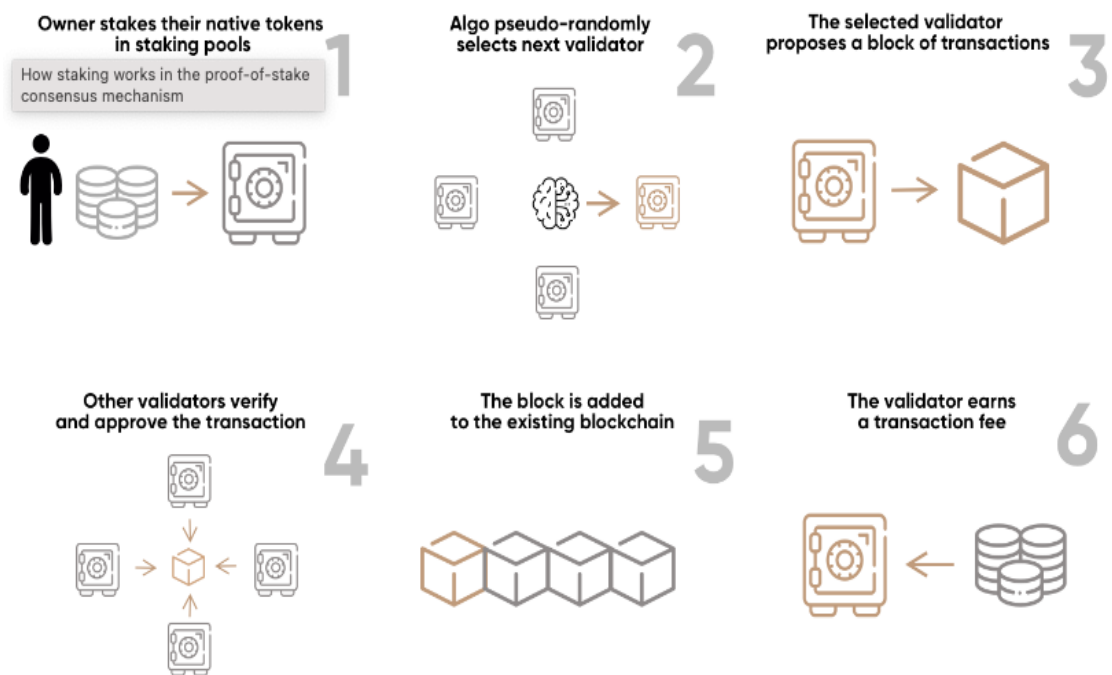 Owner stakes their native tokens
in staking pools
1
How staking works in the proof-of-stake
consensus mechanism
Algo pseudo-randomly
selects next validator
2
The selected validator
proposes a block of transactions
3
Other validators verify
and approve the transaction
4
The block is added
to the existing blockchain
5
The validator earns
a transaction fee
6